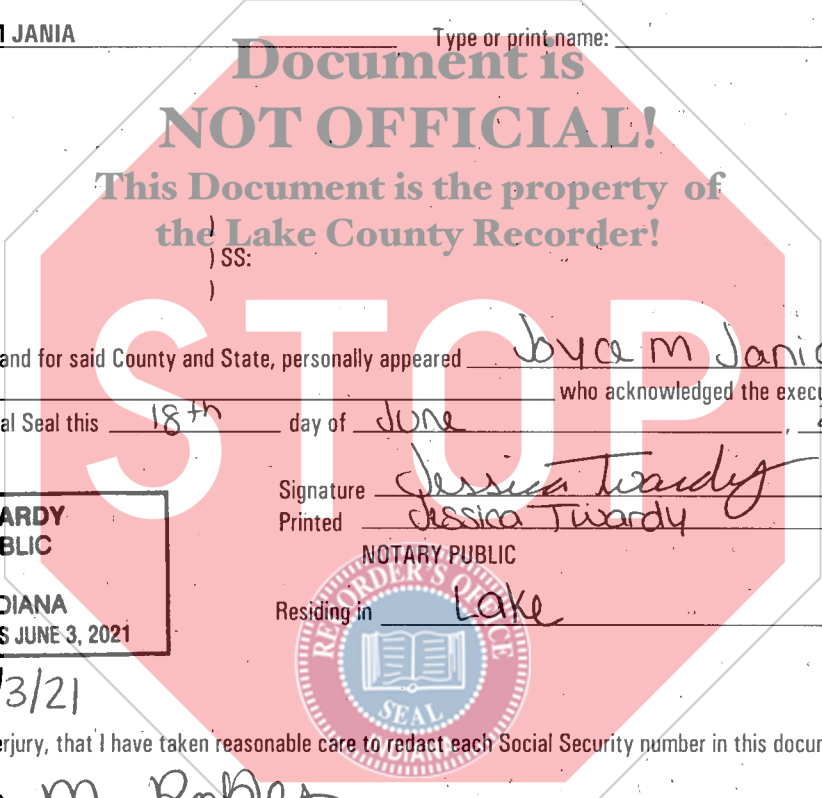 JANIA Type or print name:
Document is
NOT OFFICIAL!
This Document is the property of
the Lake County Recorder!
)
) SS:
)
STOP
and for said County and State, personally appeared Joyce M Jania
who acknowledged the execu
al Seal this 18th day of June ,
Signature Jessica Twardy
Printed Jessica Twardy
ARDY
BLIC
NOTARY PUBLIC
DIANA
S JUNE 3, 2021
Residing in Lake
RECORDER'S OFFICE
SEAL
INDIANA
3/21
erjury, that I have taken reasonable care to redact each Social Security number in this docum
M Robles